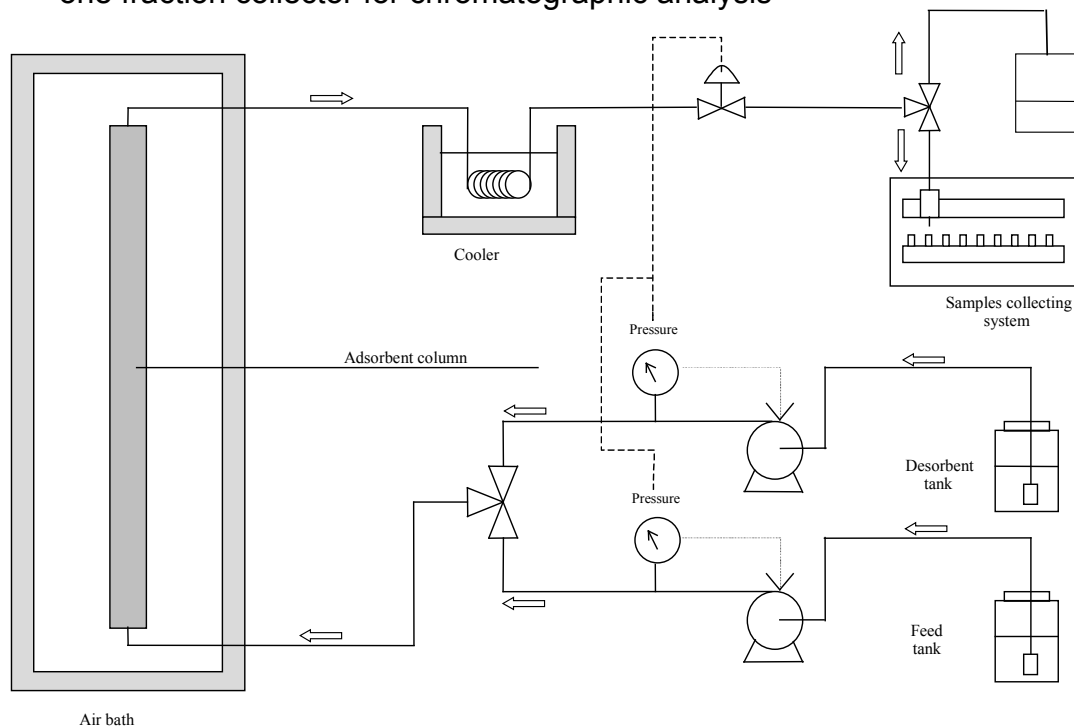 one fraction collector for chromatographic analysis
Cooler
Samples collecting
system
Pressure
Adsorbent column
Desorbent
tank
Pressure
Feed
tank
Air bath